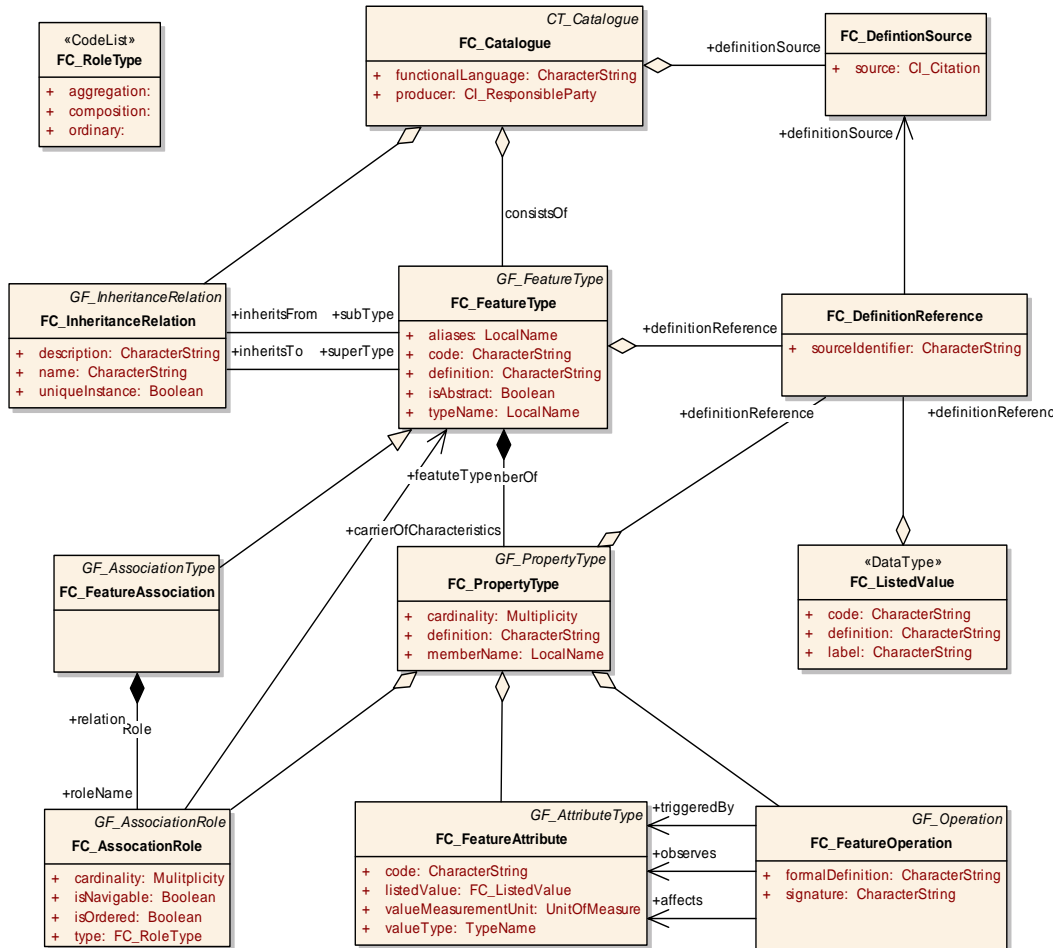 «CodeList»
FC_RoleType
+ aggregation:
+ composition:
+ ordinary:
CT_Catalogue
FC_Catalogue
+ functionalLanguage: CharacterString
+ producer: CI_ResponsibleParty
+definitionSource
FC_DefintionSource
+ source: CI_Citation
+definitionSource
consistsOf
GF_InheritanceRelation
FC_InheritanceRelation
+ description: CharacterString
+ name: CharacterString
+ uniqueInstance: Boolean
+inheritsFrom +subType
+inheritsTo +superType
GF_FeatureType
FC_FeatureType
+ aliases: LocalName
+ code: CharacterString
+ definition: CharacterString
+ isAbstract: Boolean
+ typeName: LocalName
+definitionReference
FC_DefinitionReference
+ sourceIdentifier: CharacterString
+definitionReference
+definitionReference
+featuteType
nberOf
+carrierOfCharacteristics
GF_AssociationType
FC_FeatureAssociation
GF_PropertyType
FC_PropertyType
+ cardinality: Multiplicity
+ definition: CharacterString
+ memberName: LocalName
«DataType»
FC_ListedValue
+ code: CharacterString
+ definition: CharacterString
+ label: CharacterString
+relation
Role
+roleName
GF_AssociationRole
FC_AssocationRole
+ cardinality: Mulitplicity
+ isNavigable: Boolean
+ isOrdered: Boolean
+ type: FC_RoleType
GF_AttributeType
FC_FeatureAttribute
+ code: CharacterString
+ listedValue: FC_ListedValue
+ valueMeasurementUnit: UnitOfMeasure
+ valueType: TypeName
+triggeredBy
+observes
+affects
GF_Operation
FC_FeatureOperation
+ formalDefinition: CharacterString
+ signature: CharacterString